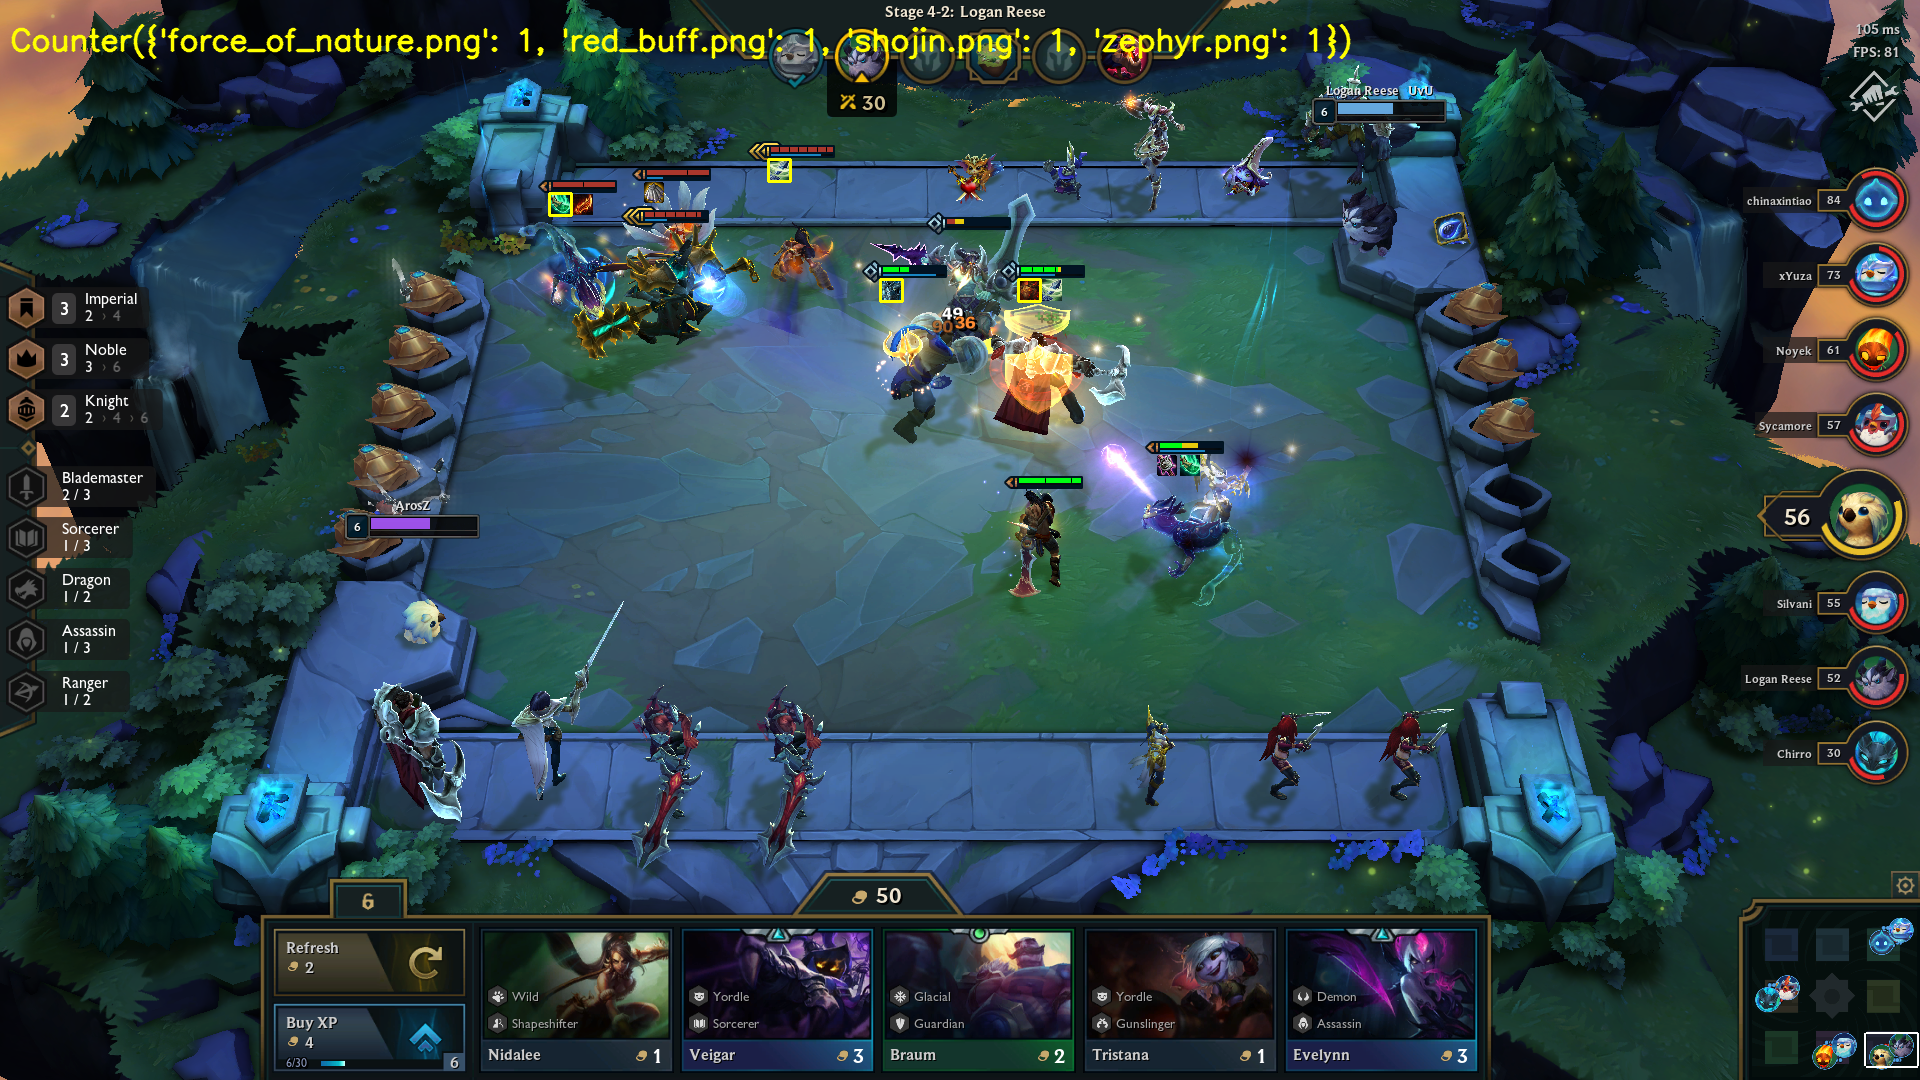 Stage 4-2: Logan Reese
Counter({'force_of_nature.png': 1, 'red_buff.png': 1, 'shojin.png': 1, 'zephyr.png': 1})
105 ms
FPS: 81
30
Logan Reese UvU
6
chinaxintiao 84
xYuza 73
Noyek 61
Sycamore 57
56
Silvani 55
Logan Reese 52
Chirro 30
3 Imperial
2 › 4
3 Noble
3 › 6
2 Knight
2 › 4 › 6
Blademaster
2 / 3
Sorcerer
1 / 3
Dragon
1 / 2
Assassin
1 / 3
Ranger
1 / 2
49
36
ArosZ
6
6
50
Refresh
2
Buy XP
4
6/30
6
Wild
Shapeshifter
Nidalee 1
Yordle
Sorcerer
Veigar 3
Glacial
Guardian
Braum 2
Yordle
Gunslinger
Tristana 1
Demon
Assassin
Evelynn 3